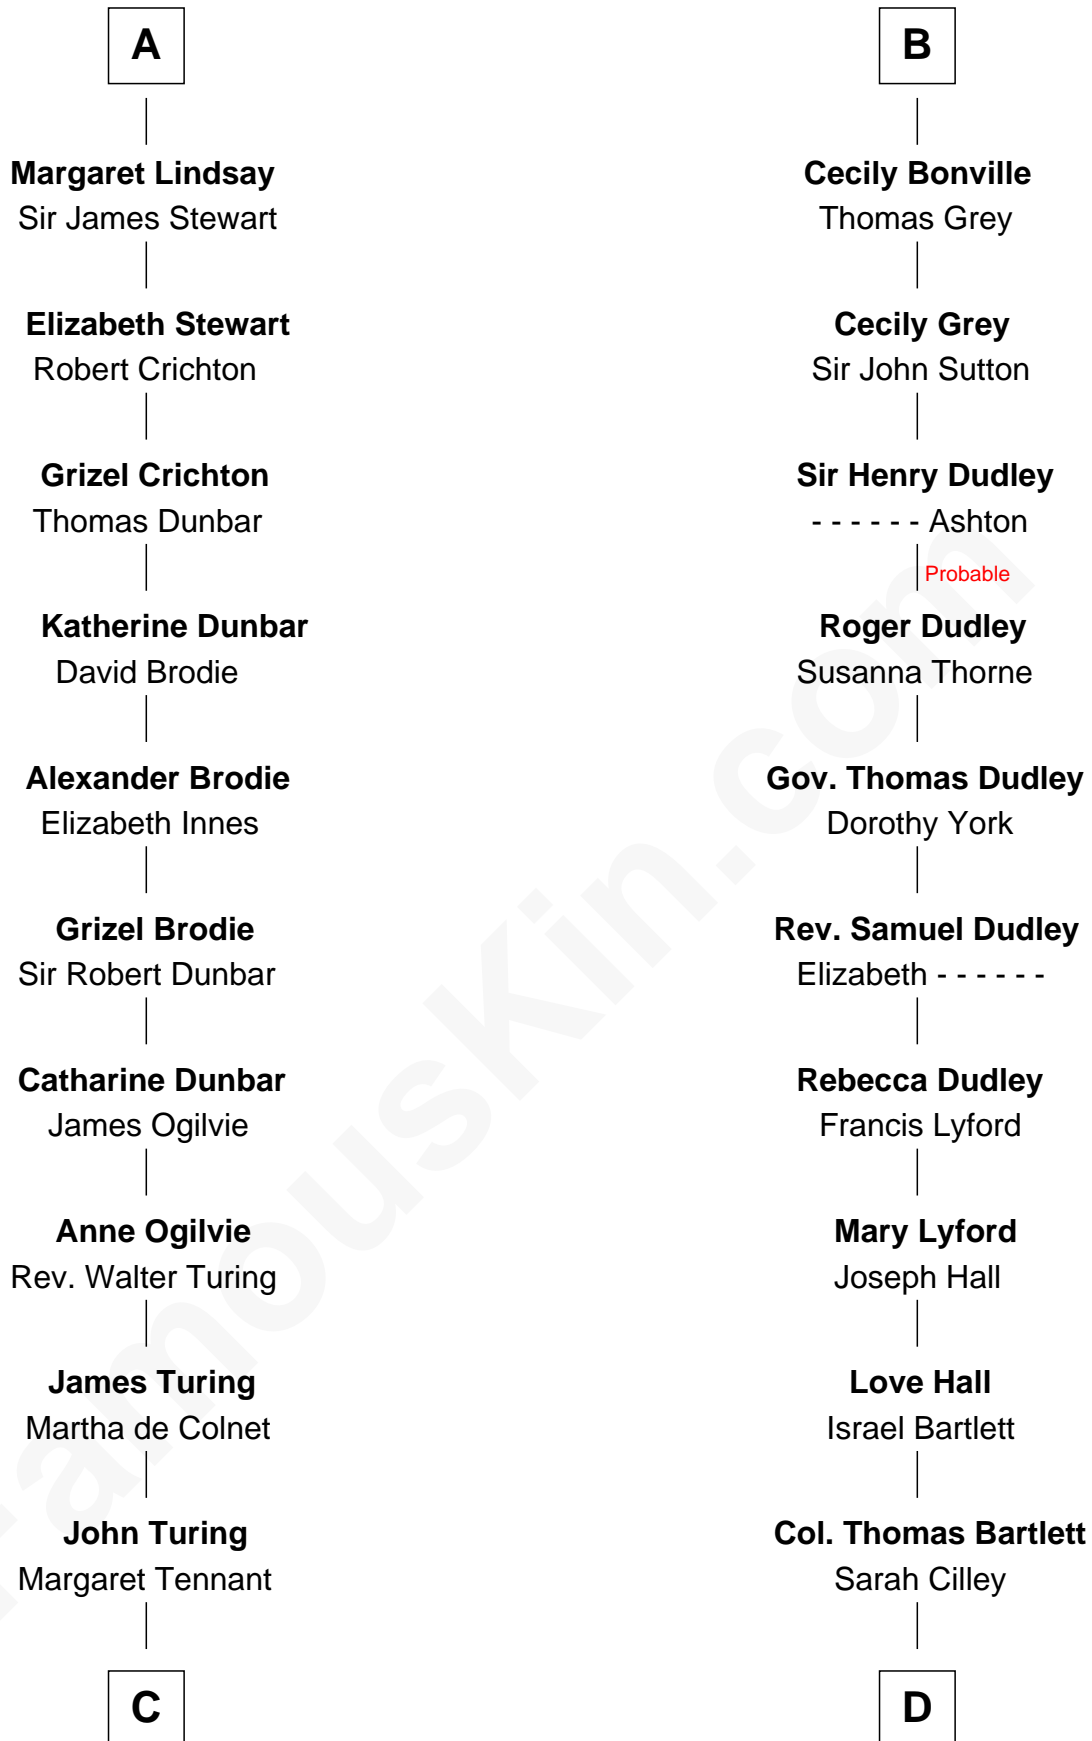 A
Margaret Lindsay
Sir James Stewart
Elizabeth Stewart
Robert Crichton
Grizel Crichton
Thomas Dunbar
Katherine Dunbar
David Brodie
Alexander Brodie
Elizabeth Innes
Grizel Brodie
Sir Robert Dunbar
Catharine Dunbar
James Ogilvie
Anne Ogilvie
Rev. Walter Turing
James Turing
Martha de Colnet
John Turing
Margaret Tennant
C
B
Cecily Bonville
Thomas Grey
Cecily Grey
Sir John Sutton
Sir Henry Dudley
- - - - - - Ashton
Probable
Roger Dudley
Susanna Thorne
Gov. Thomas Dudley
Dorothy York
Rev. Samuel Dudley
Elizabeth - - - - - -
Rebecca Dudley
Francis Lyford
Mary Lyford
Joseph Hall
Love Hall
Israel Bartlett
Col. Thomas Bartlett
Sarah Cilley
D
FamousKin.com